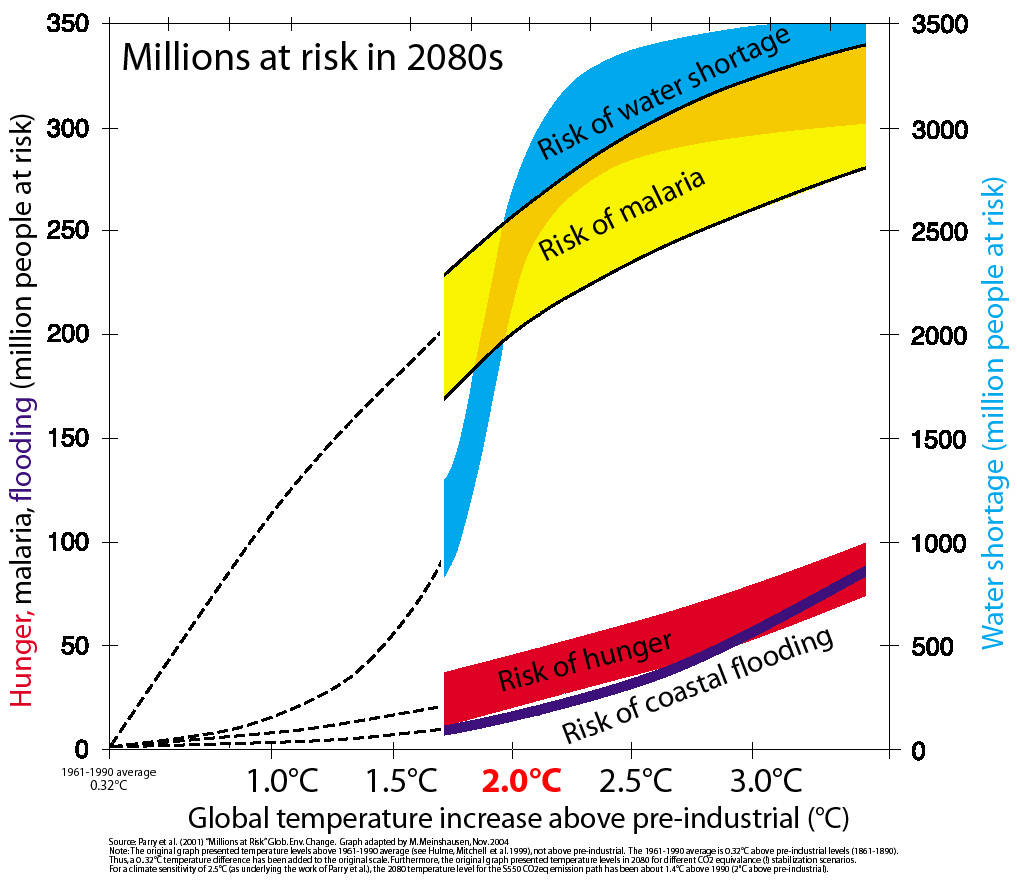 Millions at risk in 2080s
350
300
250
200
150
100
50
0
Hunger, malaria, flooding (million people at risk)
3500
3000
2500
2000
1500
1000
500
0
Water shortage (million people at risk)
Risk of water shortage
Risk of malaria
Risk of hunger
Risk of coastal flooding
1961-1990 average
0.32°C
1.0°C 1.5°C 2.0°C 2.5°C 3.0°C
Global temperature increase above pre-industrial (°C)
Source: Parry et al. (2001) "Millions at Risk" Glob. Env. Change. Graph adapted by M. Meinshausen, Nov. 2004
Note: The original graph presented temperature levels above 1961-1990 average (see Hulme, Mitchell et al. 1999), not above pre-industrial. The 1961-1990 average is 0.32°C above pre-industrial levels (1861-1890).
Thus, a 0..32°C temperature difference has been added to the original scale. Furthermore, the original graph presented temperature levels in 2080 for different CO2 equivalance (!) stabilization scenarios.
For a climate sensitivity of 2.5°C (as underlying the work of Parry et al.), the 2080 temperature level for the S550 CO2eq emission path has been about 1.4°C above 1990 (2°C above pre-industrial).